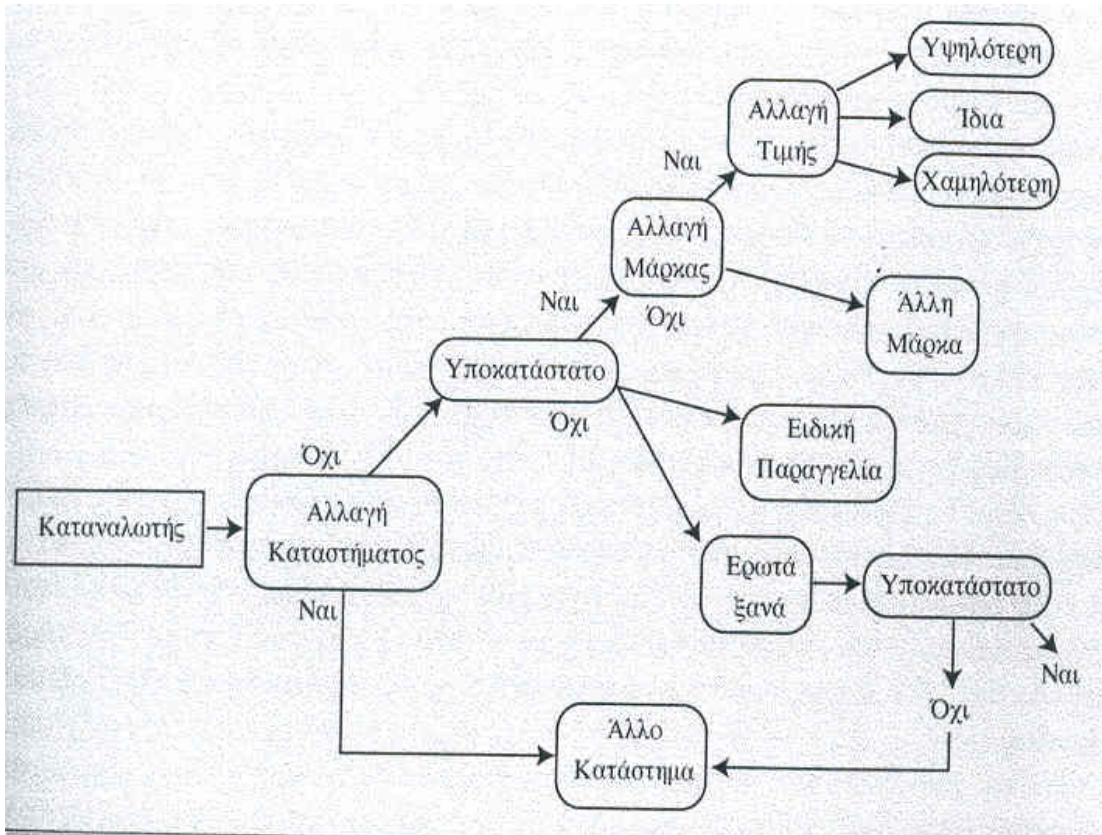 Υψηλότερη
Αλλαγή
Τιμής
Ίδια
Ναι
Χαμηλότερη
Αλλαγή
Μάρκας
Ναι
Όχι
Άλλη
Μάρκα
Υποκατάστατο
Όχι
Ειδική
Παραγγελία
Όχι
Καταναλωτής
Αλλαγή
Καταστήματος
Ναι
Ερωτά
ξανά
Υποκατάστατο
Ναι
Όχι
Άλλο
Κατάστημα